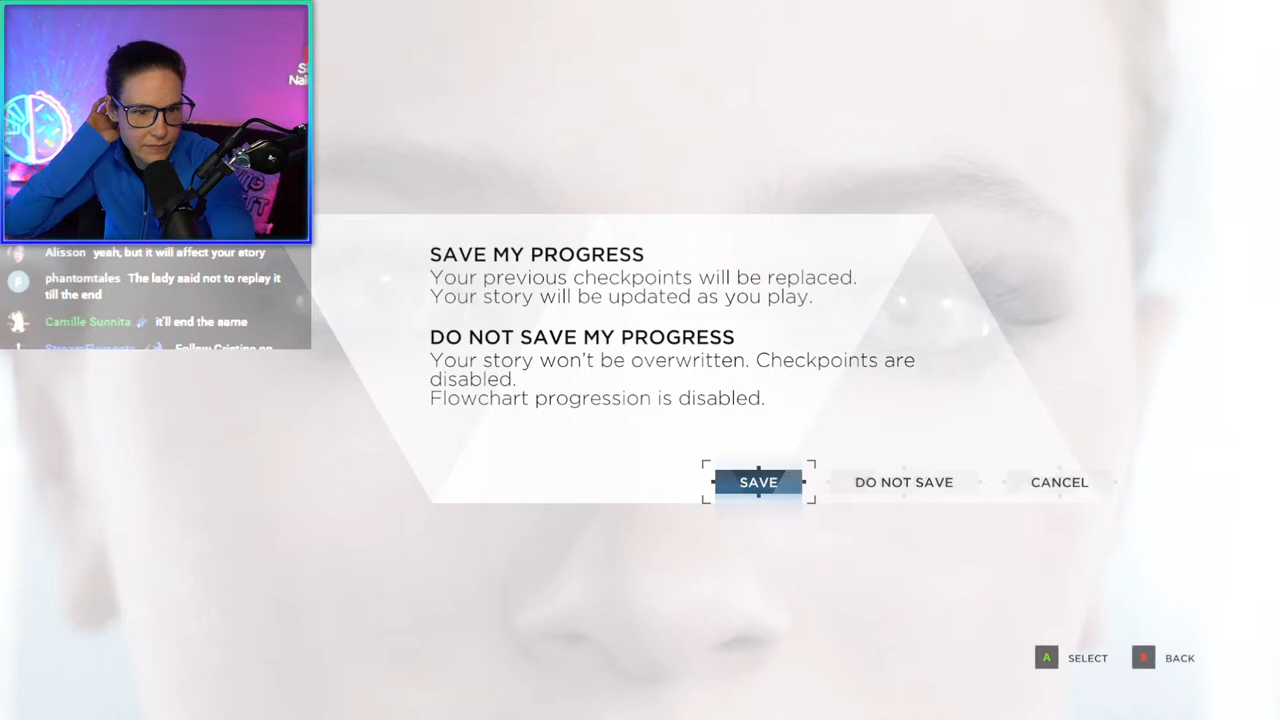 Alisson yeah, but it will affect your story
phantomtales The lady said not to replay it
till the end
Camille Sunnita it'll end the same
SAVE MY PROGRESS
Your previous checkpoints will be replaced.
Your story will be updated as you play.
DO NOT SAVE MY PROGRESS
Your story won't be overwritten. Checkpoints are
disabled.
Flowchart progression is disabled.
SAVE
DO NOT SAVE
CANCEL
A SELECT
B BACK